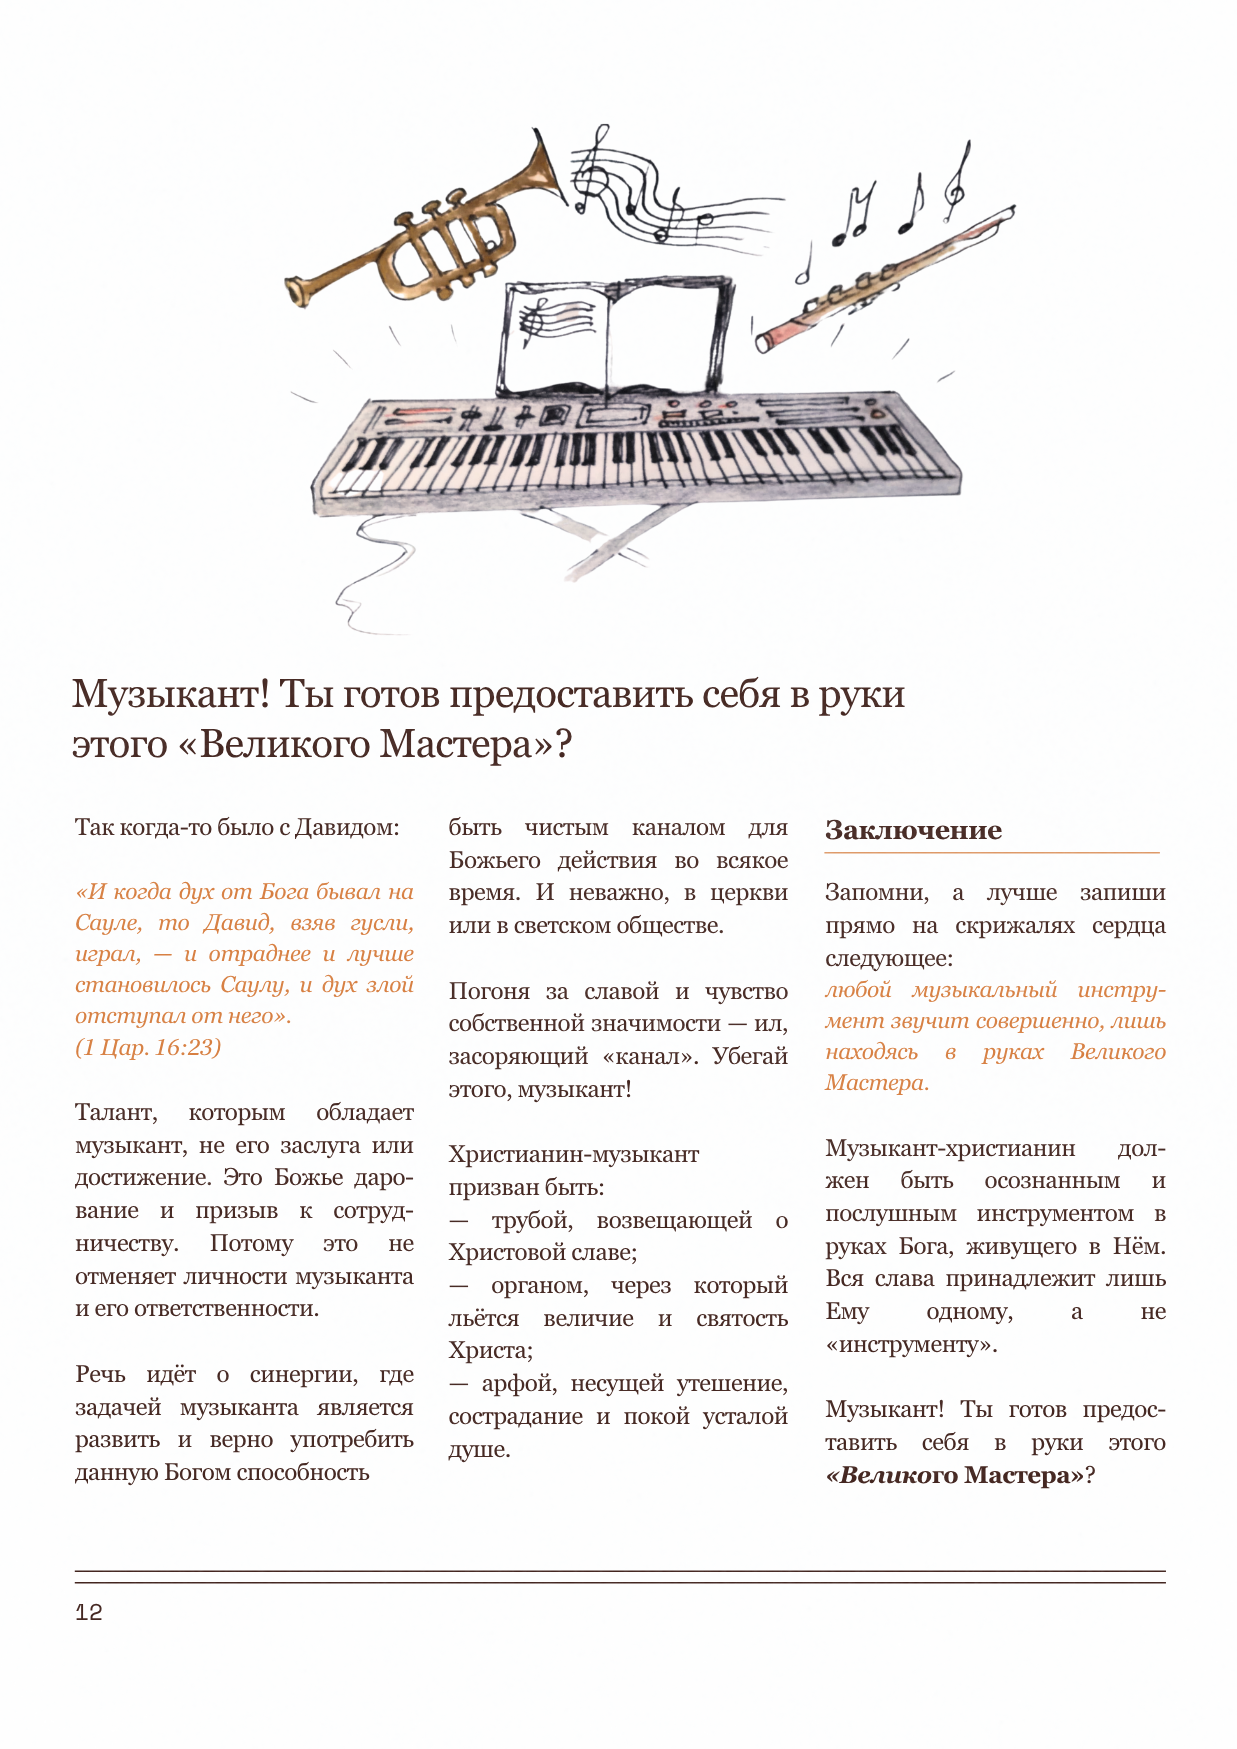 Музыкант! Ты готов предоставить себя в руки
этого «Великого Мастера»?
Так когда-то было с Давидом:
«И когда дух от Бога бывал на
Сауле, то Давид, взяв гусли,
играл, — и отраднее и лучше
становилось Саулу, и дух злой
отступал от него».
(1 Цар. 16:23)
Талант, которым обладает
музыкант, не его заслуга или
достижение. Это Божье даро-
вание и призыв к сотруд-
ничеству. Потому это не
отменяет личности музыканта
и его ответственности.
Речь идёт о синергии, где
задачей музыканта является
развить и верно употребить
данную Богом способность
быть чистым каналом для
Божьего действия во всякое
время. И неважно, в церкви
или в светском обществе.
Погоня за славой и чувство
собственной значимости — ил,
засоряющий «канал». Убегай
этого, музыкант!
Христианин-музыкант
призван быть:
— трубой, возвещающей о
Христовой славе;
— органом, через который
льётся величие и святость
Христа;
— арфой, несущей утешение,
сострадание и покой усталой
душе.
Заключение
Запомни, а лучше запиши
прямо на скрижалях сердца
следующее:
любой музыкальный инстру-
мент звучит совершенно, лишь
находясь в руках Великого
Мастера.
Музыкант-христианин дол-
жен быть осознанным и
послушным инструментом в
руках Бога, живущего в Нём.
Вся слава принадлежит лишь
Ему одному, а не
«инструменту».
Музыкант! Ты готов предос-
тавить себя в руки этого
«Великого Мастера»?
12